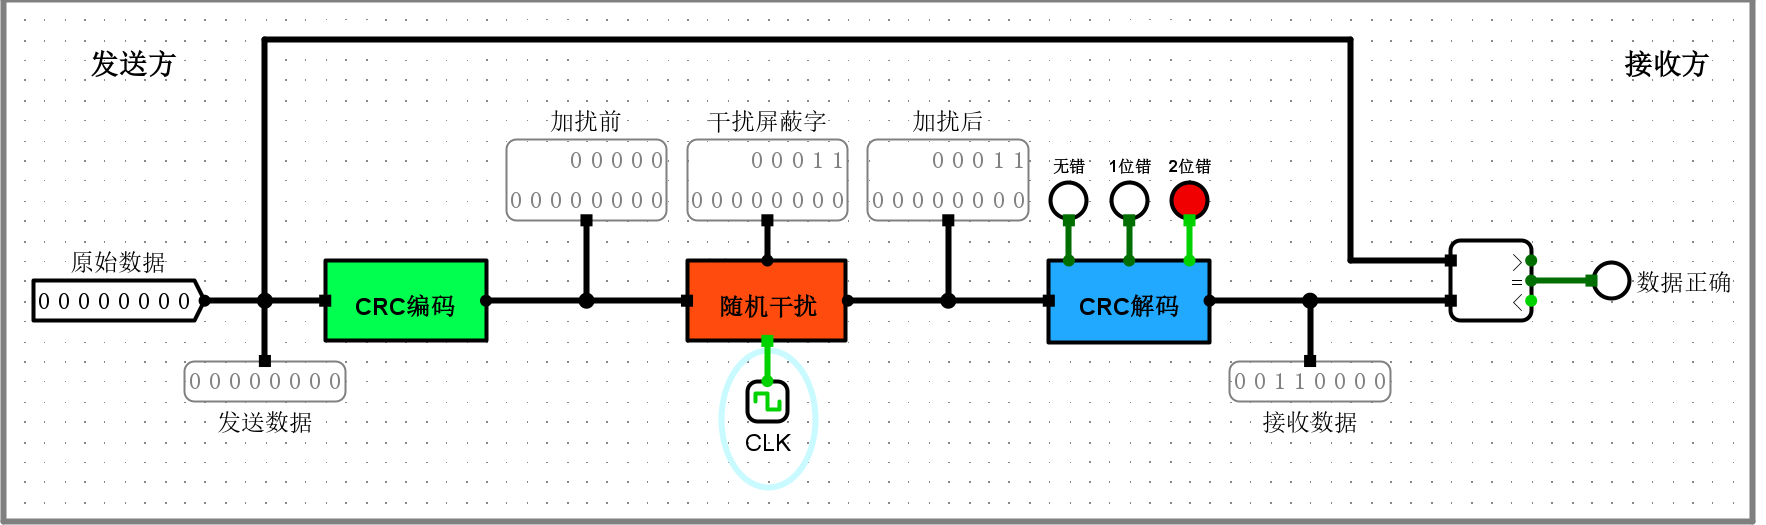 发送方
接收方
加扰前
干扰屏蔽字
加扰后
0 0 0 0 0
0 0 0 0 0 0 0 0
0 0 0 1 1
0 0 0 0 0 0 0 0
0 0 0 1 1
0 0 0 0 0 0 0 0
无错
1位错
2位错
原始数据
0 0 0 0 0 0 0 0
CRC编码
随机干扰
CRC解码
>
=
<
数据正确
0 0 0 0 0 0 0 0
发送数据
CLK
0 0 1 1 0 0 0 0
接收数据